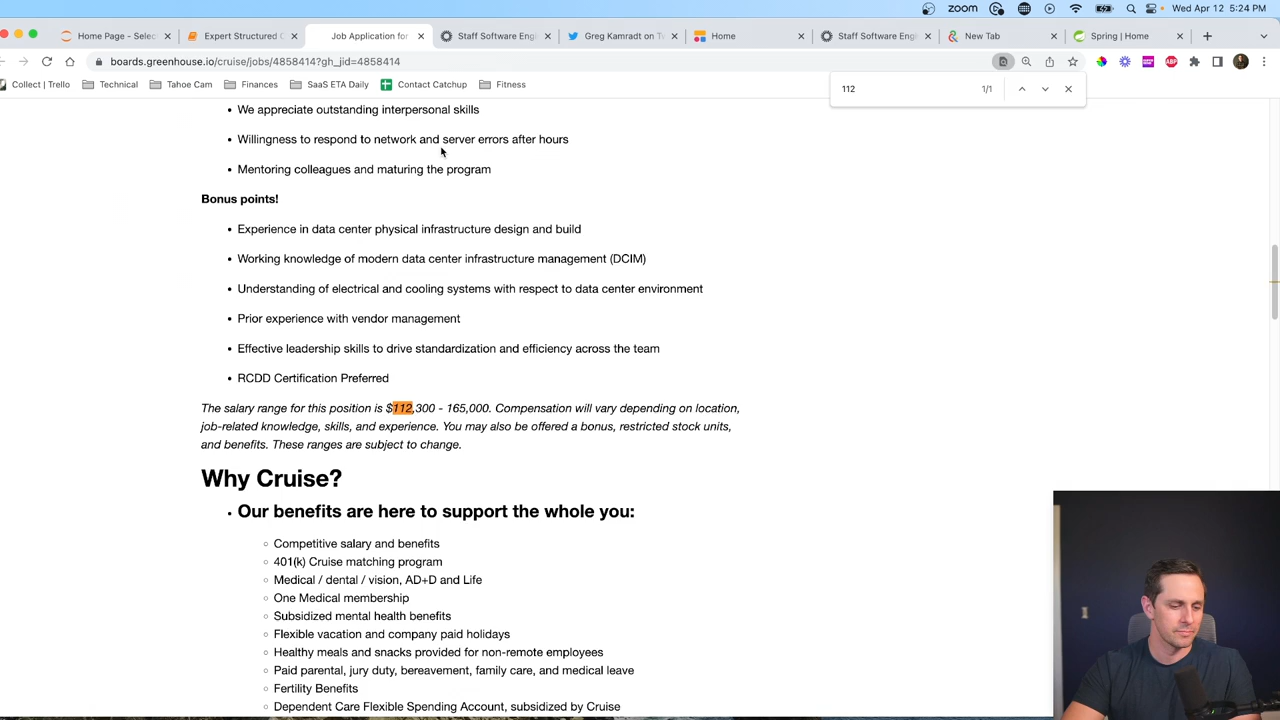 zoom
Wed Apr 12 5:24 PM
Home Page - Selec
Expert Structured C
Job Application for
Staff Software Engi
Greg Kamradt on Tw
Home
Staff Software Engi
New Tab
Spring | Home
boards.greenhouse.io/cruise/jobs/4858414?gh_jid=4858414
Collect | Trello
Technical
Tahoe Cam
Finances
SaaS ETA Daily
Contact Catchup
Fitness
112
1/1
• We appreciate outstanding interpersonal skills
• Willingness to respond to network and server errors after hours
• Mentoring colleagues and maturing the program
Bonus points!
• Experience in data center physical infrastructure design and build
• Working knowledge of modern data center infrastructure management (DCIM)
• Understanding of electrical and cooling systems with respect to data center environment
• Prior experience with vendor management
• Effective leadership skills to drive standardization and efficiency across the team
• RCDD Certification Preferred
The salary range for this position is $112,300 - 165,000. Compensation will vary depending on location,
job-related knowledge, skills, and experience. You may also be offered a bonus, restricted stock units,
and benefits. These ranges are subject to change.
Why Cruise?
• Our benefits are here to support the whole you:
◦ Competitive salary and benefits
◦ 401(k) Cruise matching program
◦ Medical / dental / vision, AD+D and Life
◦ One Medical membership
◦ Subsidized mental health benefits
◦ Flexible vacation and company paid holidays
◦ Healthy meals and snacks provided for non-remote employees
◦ Paid parental, jury duty, bereavement, family care, and medical leave
◦ Fertility Benefits
◦ Dependent Care Flexible Spending Account, subsidized by Cruise